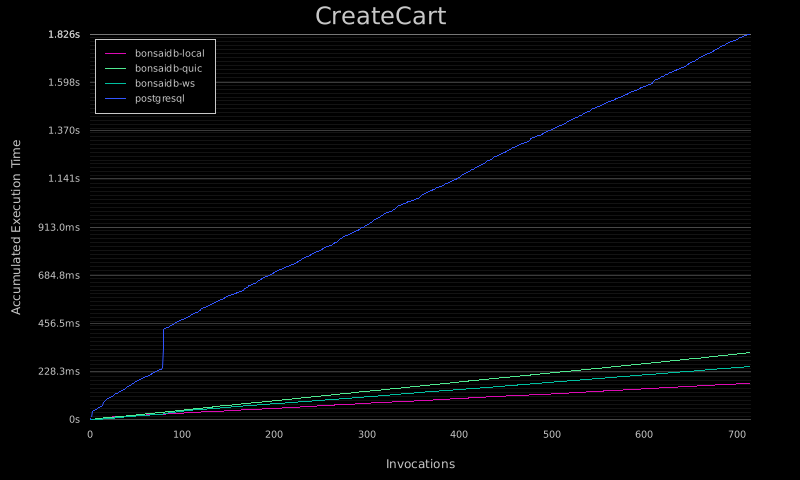 CreateCart
1.826s
bonsaidb-local
bonsaidb-quic
bonsaidb-ws
postgresql
1.598s
1.370s
1.141s
913.0ms
684.8ms
456.5ms
228.3ms
0s
Accumulated Execution Time
0 100 200 300 400 500 600 700
Invocations